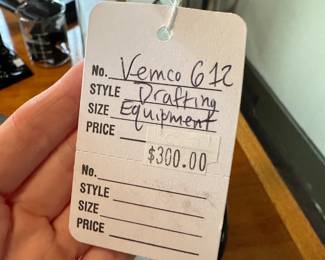 No. Vemco 612
STYLE Drafting
SIZE Equipment
PRICE
$300.00
No.
STYLE
SIZE
PRICE